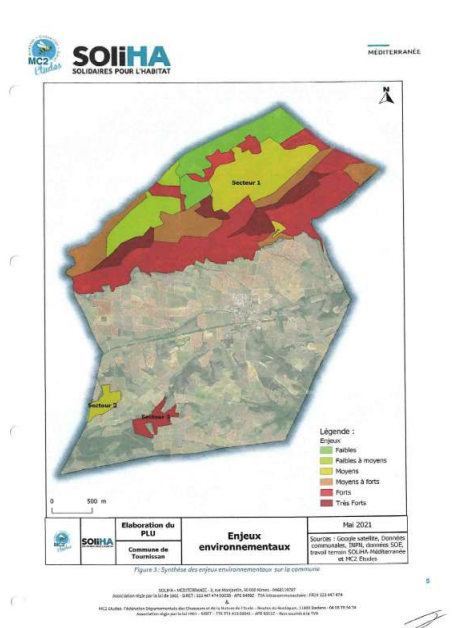 MC2
Etudes
SOLiHA
SOLIDAIRES POUR L'HABITAT
MÉDITERRANÉE
N
Secteur 1
Secteur 2
Secteur 3
Légende :
Enjeux
Faibles
Faibles à moyens
Moyens
Moyens à forts
Forts
Très Forts
0 500 m
Elaboration du
PLU
Commune de
Tournissan
SOLIHA
Enjeux
environnementaux
Mai 2021
Sources : Google satellite, Données
communales, INPN, données SOE,
travail terrain SOLiHA-Méditerranée
et MC2 Etudes
Figure 3 : Synthèse des enjeux environnementaux sur la commune
5